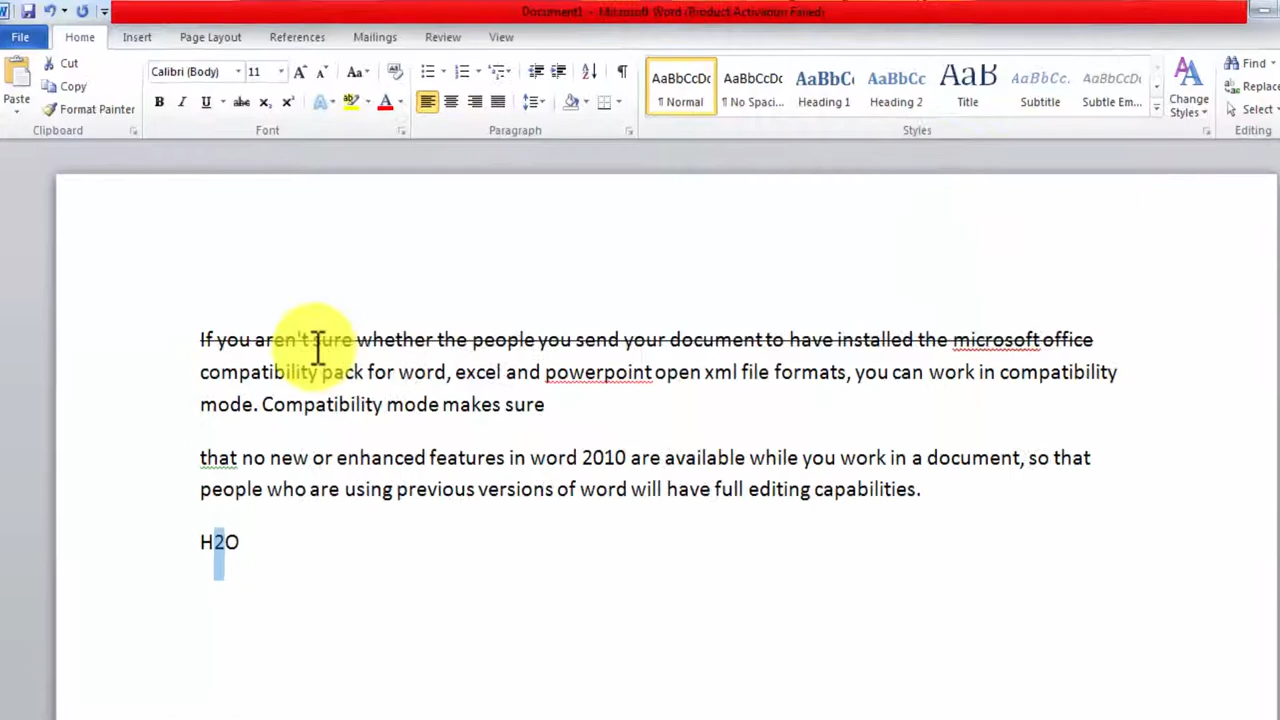 Document1 - Microsoft Word (Product Activation Failed)
File Home Insert Page Layout References Mailings Review View
Cut
Copy
Format Painter
Paste
Clipboard
Calibri (Body) 11
Aa
B I U abc x₂ x² A A
Font
Paragraph
AaBbCcDc AaBbCcDc AaBbC AaBbCc AaB AaBbCc. AaBbCcDc
¶ Normal ¶ No Spaci... Heading 1 Heading 2 Title Subtitle Subtle Em...
Styles
Change
Styles
Find
Replace
Select
Editing
If you aren't sure whether the people you send your document to have installed the microsoft office
compatibility pack for word, excel and powerpoint open xml file formats, you can work in compatibility
mode. Compatibility mode makes sure
that no new or enhanced features in word 2010 are available while you work in a document, so that
people who are using previous versions of word will have full editing capabilities.
H2O